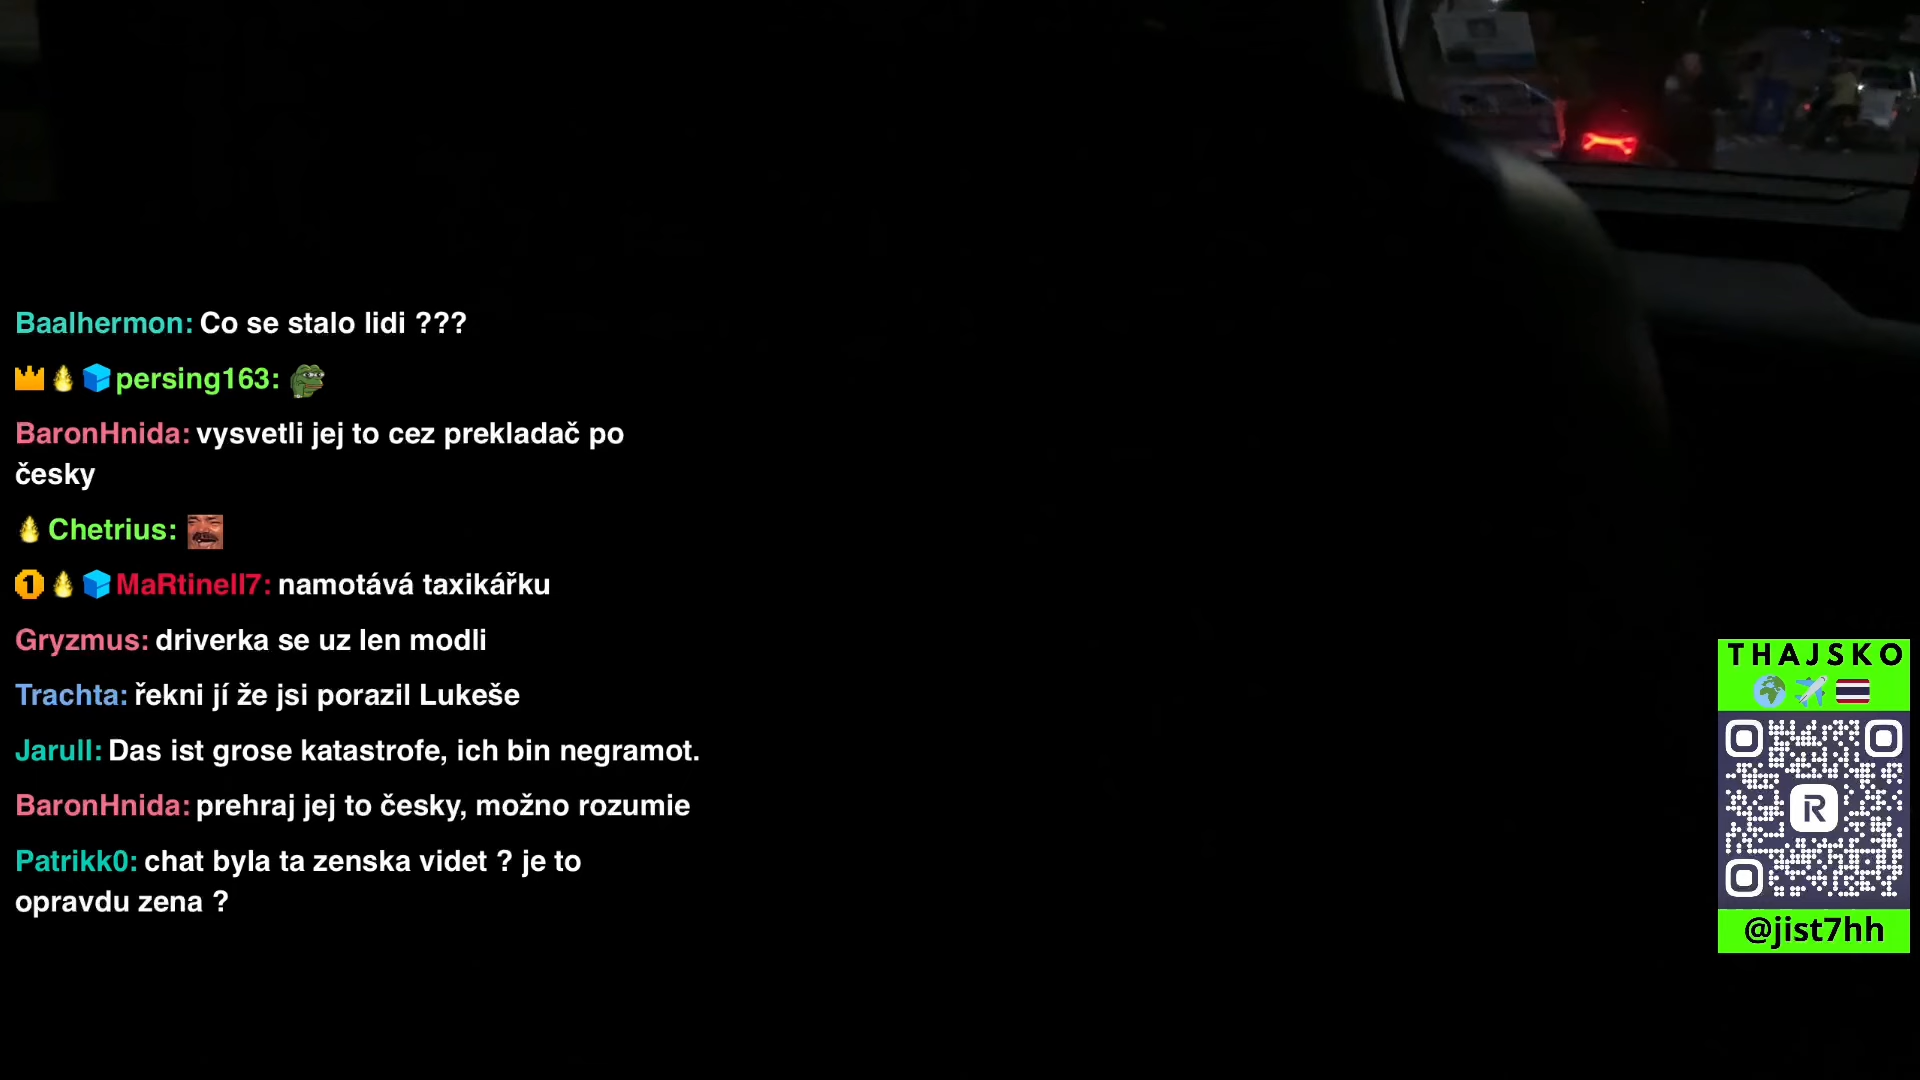 Baalhermon: Co se stalo lidi ???
persing163:
BaronHnida: vysvetli jej to cez prekladač po
česky
Chetrius:
1 MaRtinell7: namotává taxikářku
Gryzmus: driverka se uz len modli
Trachta: řekni jí že jsi porazil Lukeše
Jarull: Das ist grose katastrofe, ich bin negramot.
BaronHnida: prehraj jej to česky, možno rozumie
Patrikk0: chat byla ta zenska videt ? je to
opravdu zena ?
THAJSKO
R
@jist7hh